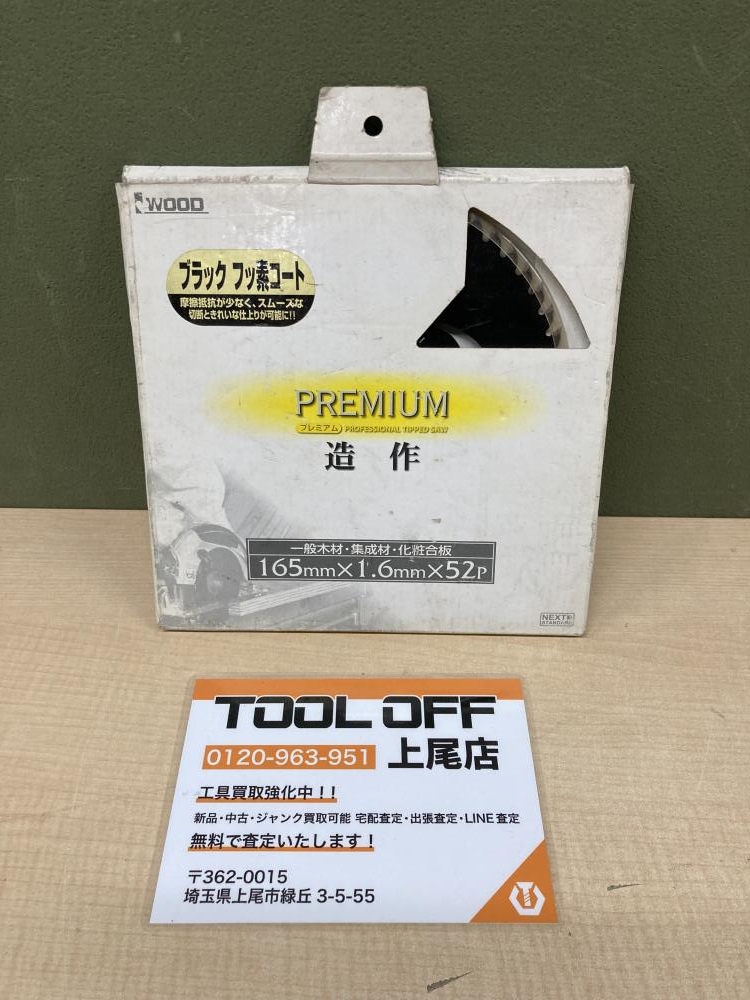 WOOD
ブラック フッ素コート
摩擦抵抗が少なく、スムーズな
切断ときれいな仕上りが可能に!!
PREMIUM
プレミアム PROFESSIONAL TIPPED SAW
造作
一般木材・集成材・化粧合板
165mm×1.6mm×52P
NEXT
STANDARD
TOOL OFF
0120-963-951 上尾店
工具買取強化中！！
新品・中古・ジャンク買取可能 宅配査定・出張査定・LINE査定
無料で査定いたします！
〒362-0015
埼玉県上尾市緑丘 3-5-55